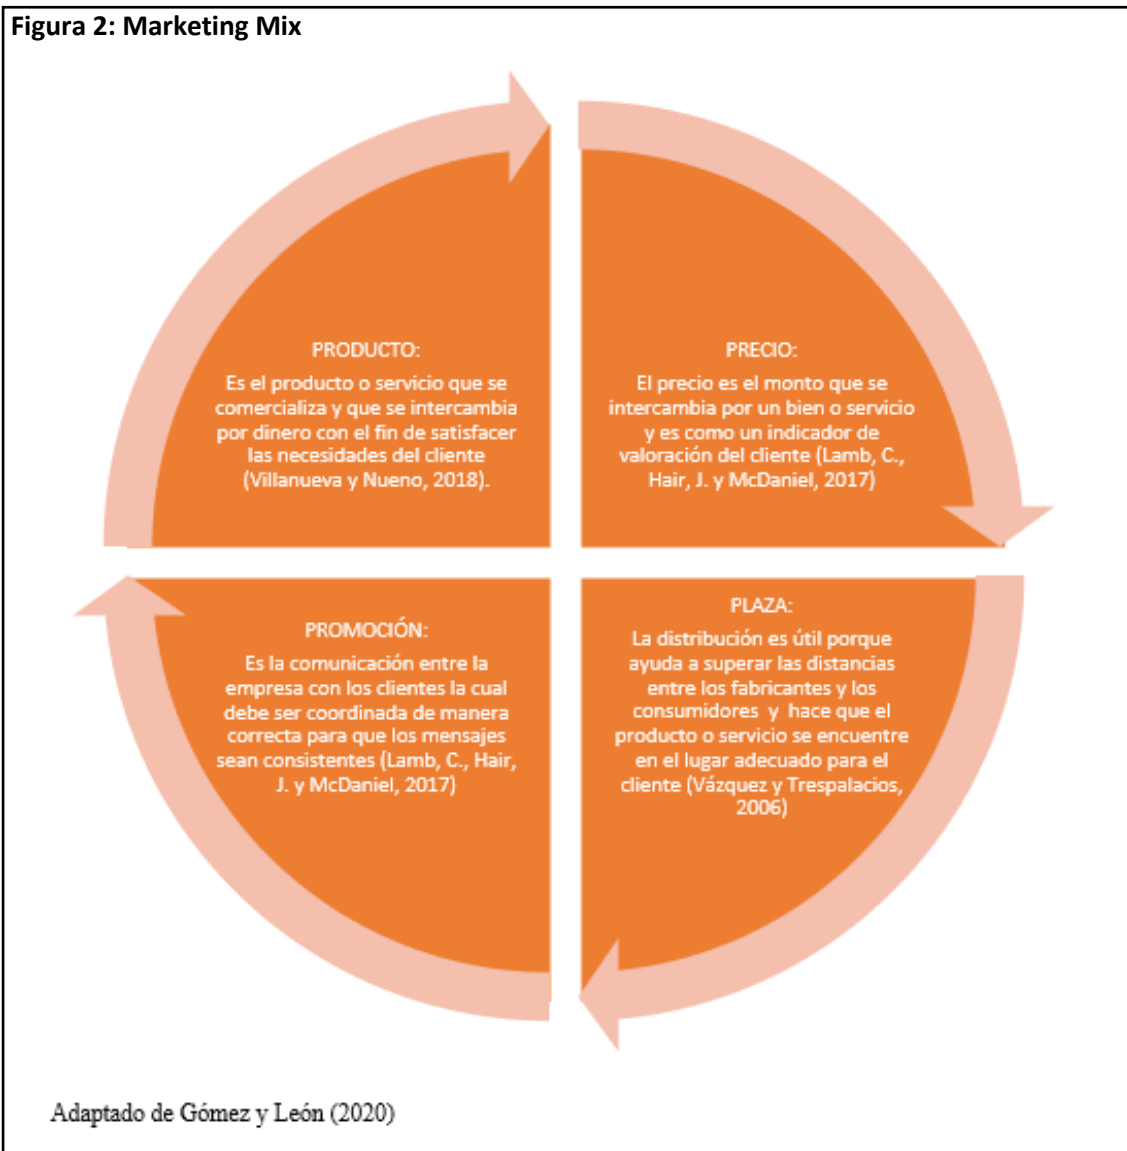 Figura 2: Marketing Mix
PRODUCTO:
Es el producto o servicio que se
comercializa y que se intercambia
por dinero con el fin de satisfacer
las necesidades del cliente
(Villanueva y Nueno, 2018).
PRECIO:
El precio es el monto que se
intercambia por un bien o servicio
y es como un indicador de
valoración del cliente (Lamb, C.,
Hair, J. y McDaniel, 2017)
PROMOCIÓN:
Es la comunicación entre la
empresa con los clientes la cual
debe ser coordinada de manera
correcta para que los mensajes
sean consistentes (Lamb, C., Hair,
J. y McDaniel, 2017)
PLAZA:
La distribución es útil porque
ayuda a superar las distancias
entre los fabricantes y los
consumidores  y  hace que el
producto o servicio se encuentre
en el lugar adecuado para el
cliente (Vázquez y Trespalacios,
2006)
Adaptado de Gómez y León (2020)